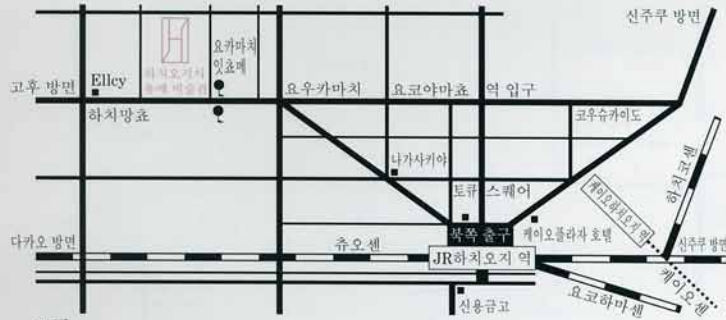 신주쿠 방면
하치오지시
유메 미술관
요카마치
잇쵸메
고후 방면
Elley
요우카마치
요코야마쵸
역 입구
하치망쵸
코우슈카이도
나가사키야
하치코센
토큐 스퀘어
케이오하치오지 역
북쪽 출구
케이오플라자 호텔
다카오 방면
츄오센
JR하치오지 역
신주쿠 방면
케이오센
신용금고
요코하마센